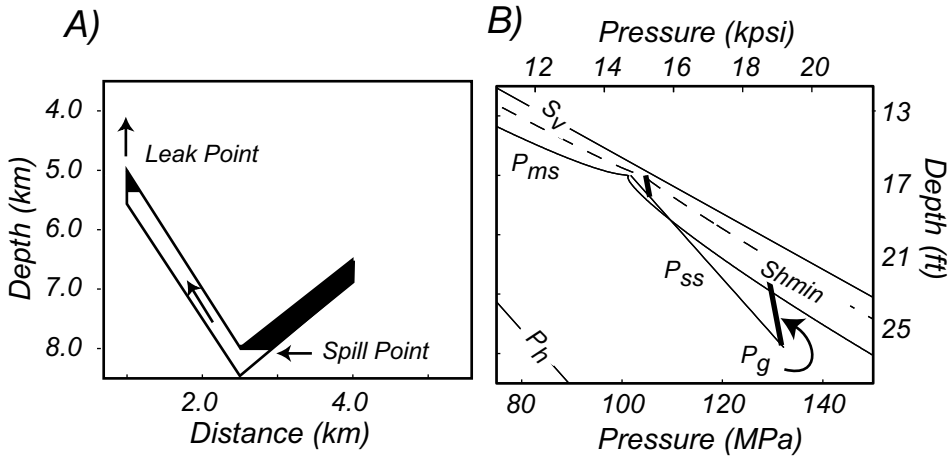 A)
4.0
5.0
6.0
7.0
8.0
Depth (km)
Leak Point
Spill Point
2.0
4.0
Distance (km)
B)
Pressure (kpsi)
12
14
16
18
20
13
17
21
25
Depth (ft)
Sv
Pms
Pss
Shmin
Pg
Ph
80
100
120
140
Pressure (MPa)